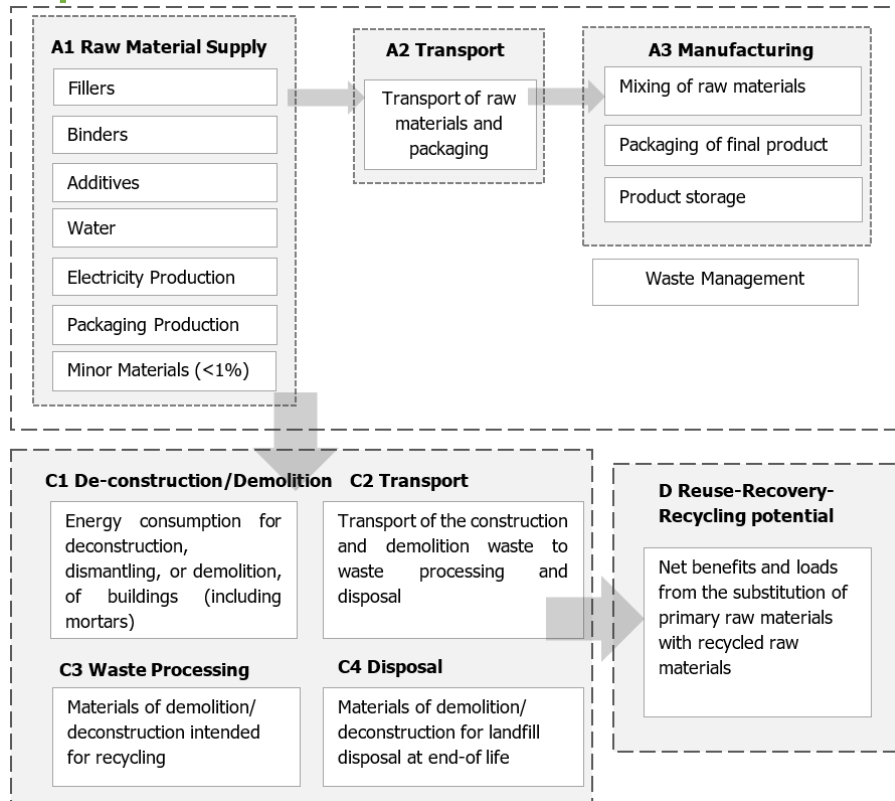 A1 Raw Material Supply
Fillers
Binders
Additives
Water
Electricity Production
Packaging Production
Minor Materials (<1%)
A2 Transport
Transport of raw
materials and
packaging
A3 Manufacturing
Mixing of raw materials
Packaging of final product
Product storage
Waste Management
C1 De-construction/Demolition
Energy consumption for
deconstruction,
dismantling, or demolition,
of buildings (including
mortars)
C2 Transport
Transport of the construction
and demolition waste to
waste processing and
disposal
C3 Waste Processing
Materials of demolition/
deconstruction intended
for recycling
C4 Disposal
Materials of demolition/
deconstruction for landfill
disposal at end-of life
D Reuse-Recovery-
Recycling potential
Net benefits and loads
from the substitution of
primary raw materials
with recycled raw
materials